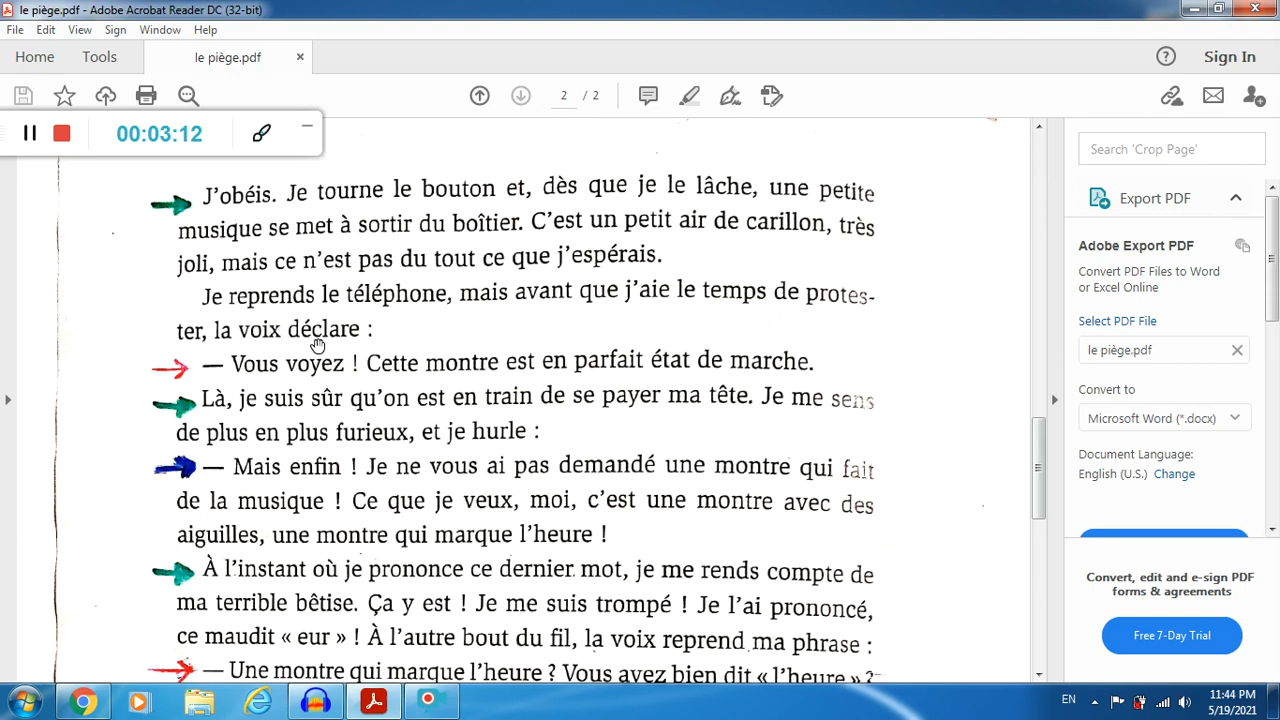 le piège.pdf - Adobe Acrobat Reader DC (32-bit)
File Edit View Sign Window Help
Home Tools le piège.pdf × ? Sign In
2 / 2
00:03:12
J'obéis. Je tourne le bouton et, dès que je le lâche, une petite
musique se met à sortir du boîtier. C'est un petit air de carillon, très
joli, mais ce n'est pas du tout ce que j'espérais.
Je reprends le téléphone, mais avant que j'aie le temps de protes-
ter, la voix déclare :
— Vous voyez ! Cette montre est en parfait état de marche.
Là, je suis sûr qu'on est en train de se payer ma tête. Je me sens
de plus en plus furieux, et je hurle :
— Mais enfin ! Je ne vous ai pas demandé une montre qui fait
de la musique ! Ce que je veux, moi, c'est une montre avec des
aiguilles, une montre qui marque l'heure !
À l'instant où je prononce ce dernier mot, je me rends compte de
ma terrible bêtise. Ça y est ! Je me suis trompé ! Je l'ai prononcé,
ce maudit « eur » ! À l'autre bout du fil, la voix reprend ma phrase :
— Une montre qui marque l'heure ? Vous avez bien dit « l'heure » ?
Search 'Crop Page'
Export PDF
Adobe Export PDF
Convert PDF Files to Word
or Excel Online
Select PDF File
le piège.pdf
Convert to
Microsoft Word (*.docx)
Document Language:
English (U.S.) Change
Convert, edit and e-sign PDF
forms & agreements
Free 7-Day Trial
EN
11:44 PM
5/19/2021